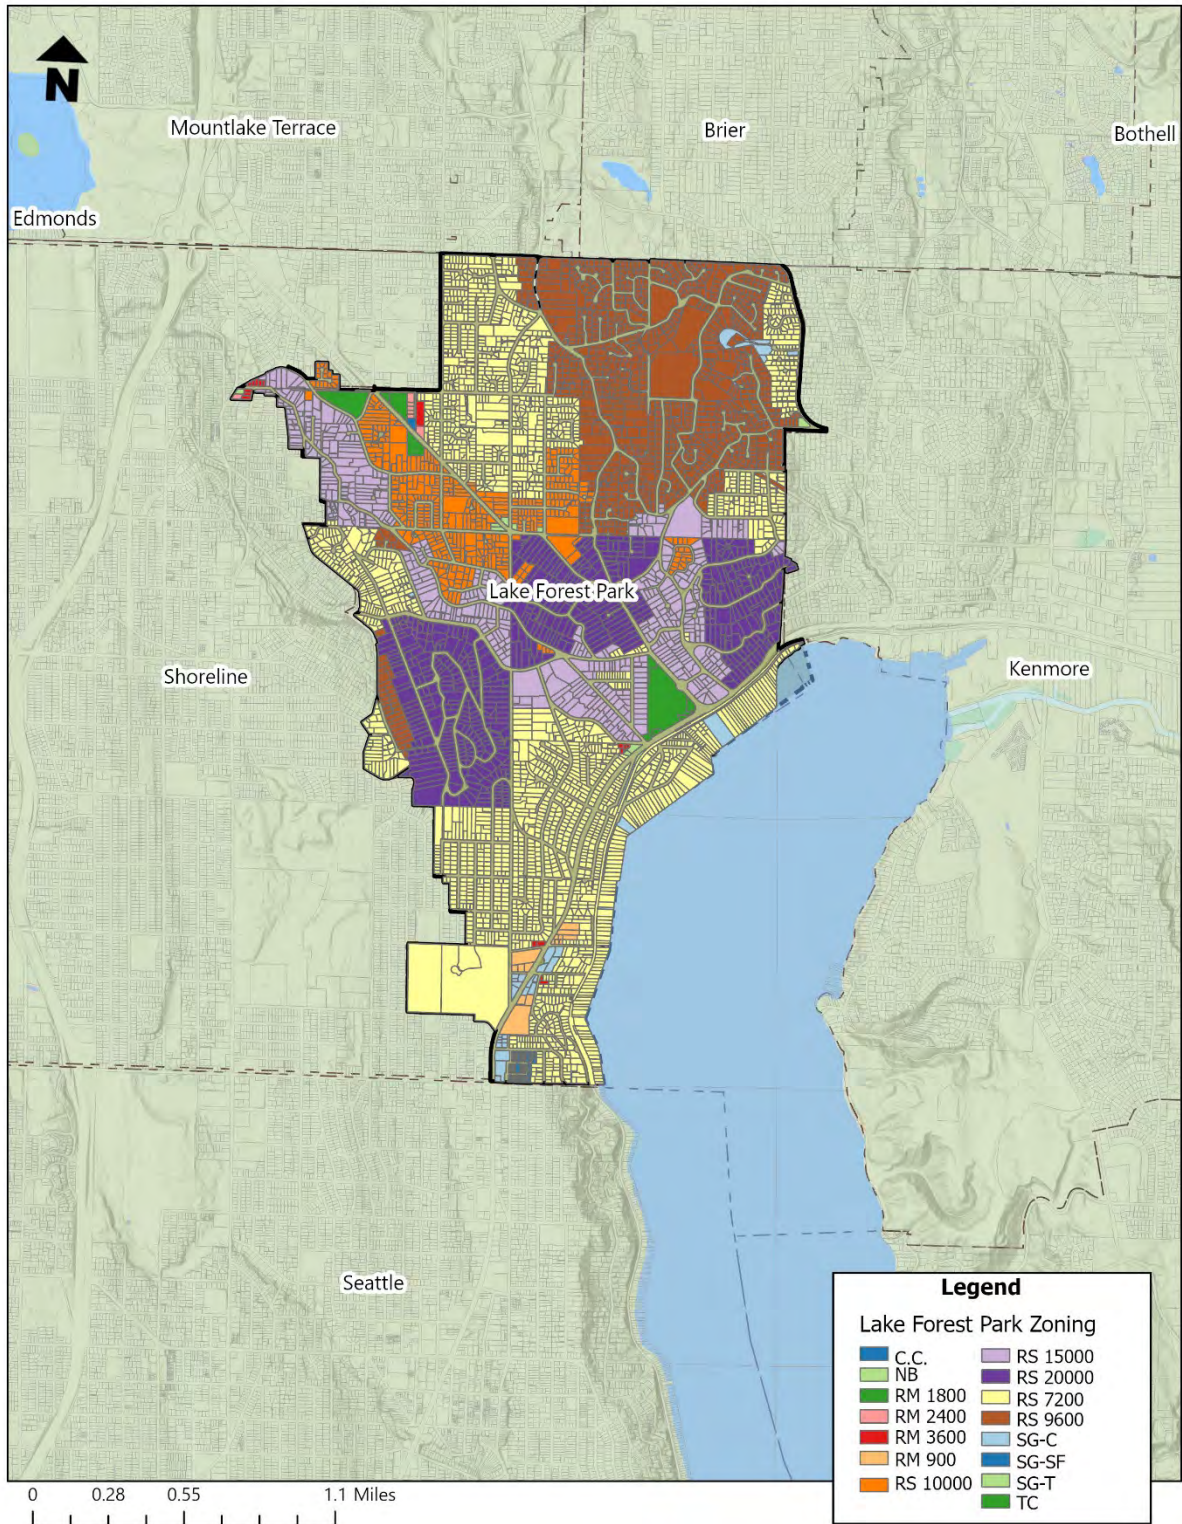 N
Mountlake Terrace
Brier
Bothell
Edmonds
Lake Forest Park
Shoreline
Kenmore
Seattle
Legend
Lake Forest Park Zoning
C.C.
NB
RM 1800
RM 2400
RM 3600
RM 900
RS 10000
RS 15000
RS 20000
RS 7200
RS 9600
SG-C
SG-SF
SG-T
TC
0 0.28 0.55 1.1 Miles